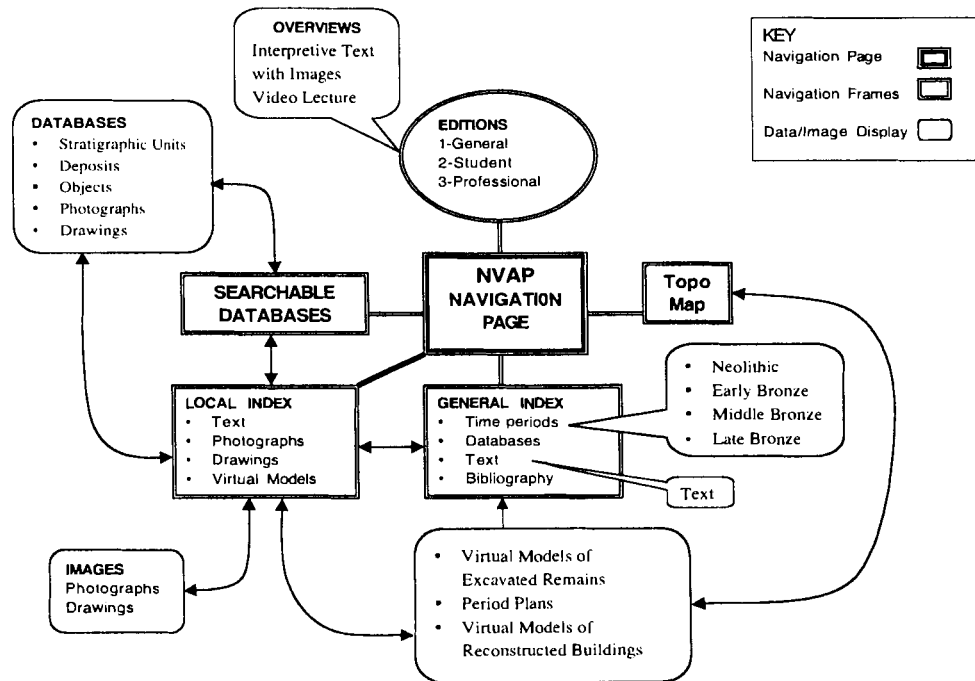 OVERVIEWS
Interpretive Text
with Images
Video Lecture
KEY
Navigation Page
Navigation Frames
Data/Image Display
EDITIONS
1-General
2-Student
3-Professional
DATABASES
• Stratigraphic Units
• Deposits
• Objects
• Photographs
• Drawings
SEARCHABLE
DATABASES
NVAP
NAVIGATION
PAGE
Topo
Map
• Neolithic
• Early Bronze
• Middle Bronze
• Late Bronze
LOCAL INDEX
• Text
• Photographs
• Drawings
• Virtual Models
GENERAL INDEX
• Time periods
• Databases
• Text
• Bibliography
Text
IMAGES
Photographs
Drawings
• Virtual Models of
Excavated Remains
• Period Plans
• Virtual Models of
Reconstructed Buildings